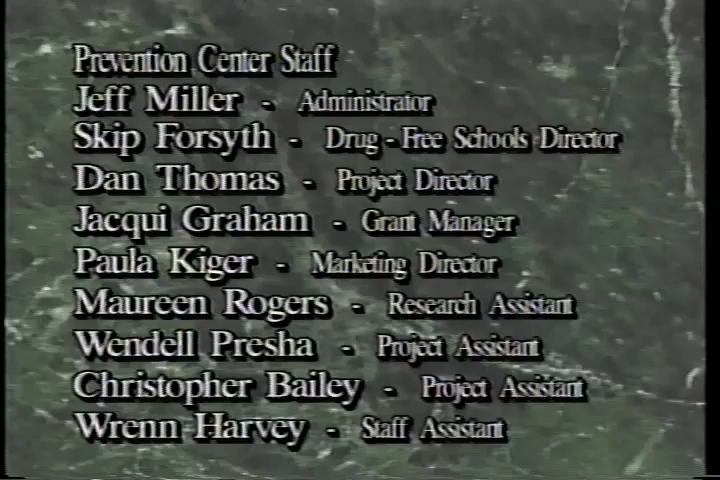 Prevention Center Staff
Jeff Miller - Administrator
Skip Forsyth - Drug - Free Schools Director
Dan Thomas - Project Director
Jacqui Graham - Grant Manager
Paula Kiger - Marketing Director
Maureen Rogers - Research Assistant
Wendell Presha - Project Assistant
Christopher Bailey - Project Assistant
Wrenn Harvey - Staff Assistant